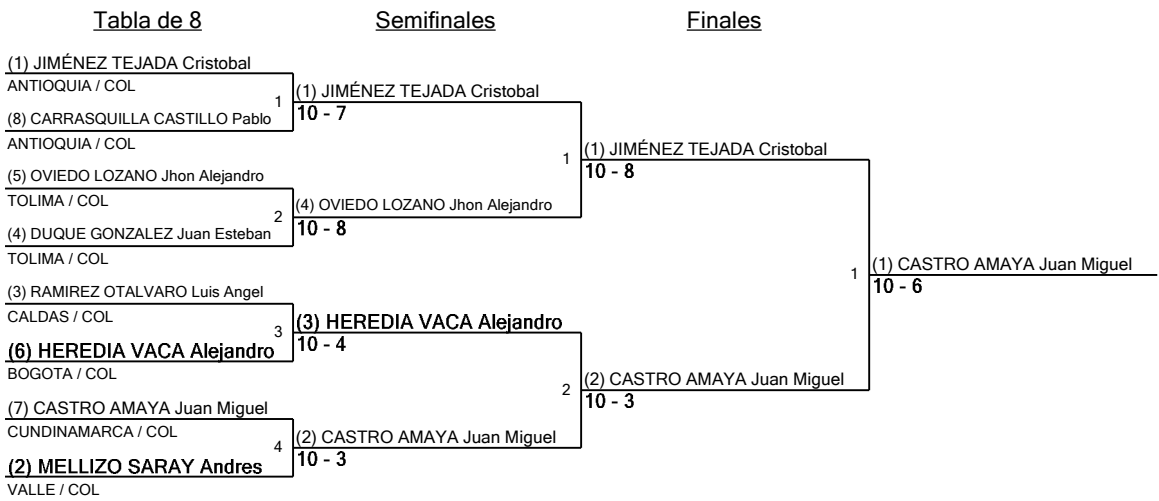 Tabla de 8
Semifinales
Finales
(1) JIMÉNEZ TEJADA Cristobal
ANTIOQUIA / COL
1
(8) CARRASQUILLA CASTILLO Pablo
ANTIOQUIA / COL
(5) OVIEDO LOZANO Jhon Alejandro
TOLIMA / COL
2
(4) DUQUE GONZALEZ Juan Esteban
TOLIMA / COL
(3) RAMIREZ OTALVARO Luis Angel
CALDAS / COL
3
(6) HEREDIA VACA Alejandro
BOGOTA / COL
(7) CASTRO AMAYA Juan Miguel
CUNDINAMARCA / COL
4
(2) MELLIZO SARAY Andres
VALLE / COL
(1) JIMÉNEZ TEJADA Cristobal
10 - 7
1
(4) OVIEDO LOZANO Jhon Alejandro
10 - 8
(3) HEREDIA VACA Alejandro
10 - 4
2
(2) CASTRO AMAYA Juan Miguel
10 - 3
(1) JIMÉNEZ TEJADA Cristobal
10 - 8
1
(2) CASTRO AMAYA Juan Miguel
10 - 3
(1) CASTRO AMAYA Juan Miguel
10 - 6